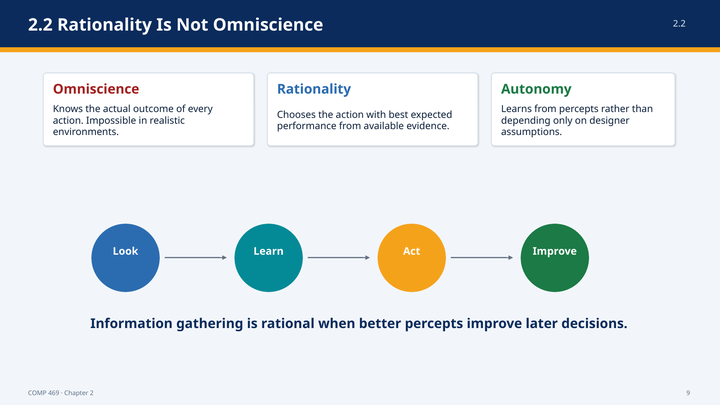 2.2 Rationality Is Not Omniscience
2.2
Omniscience
Knows the actual outcome of every
action. Impossible in realistic
environments.
Rationality
Chooses the action with best expected
performance from available evidence.
Autonomy
Learns from percepts rather than
depending only on designer
assumptions.
Look
Learn
Act
Improve
Information gathering is rational when better percepts improve later decisions.
COMP 469 · Chapter 2
9